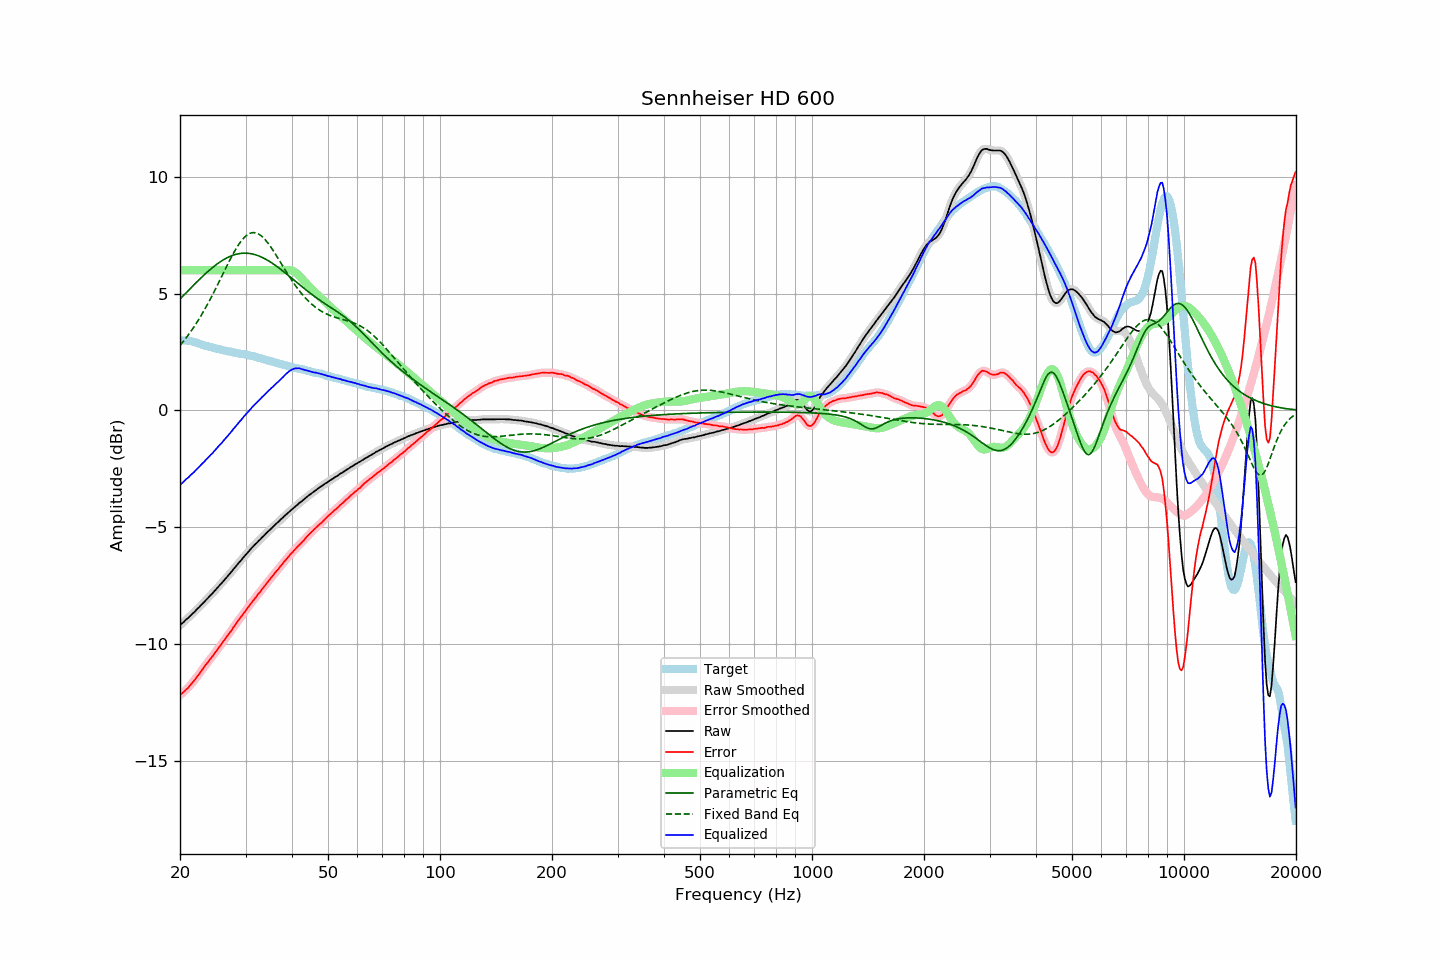 Sennheiser HD 600
Amplitude (dBr)
10
5
0
−5
−10
−15
Target
Raw Smoothed
Error Smoothed
Raw
Error
Equalization
Parametric Eq
Fixed Band Eq
Equalized
20 50 100 200 500 1000 2000 5000 10000 20000
Frequency (Hz)